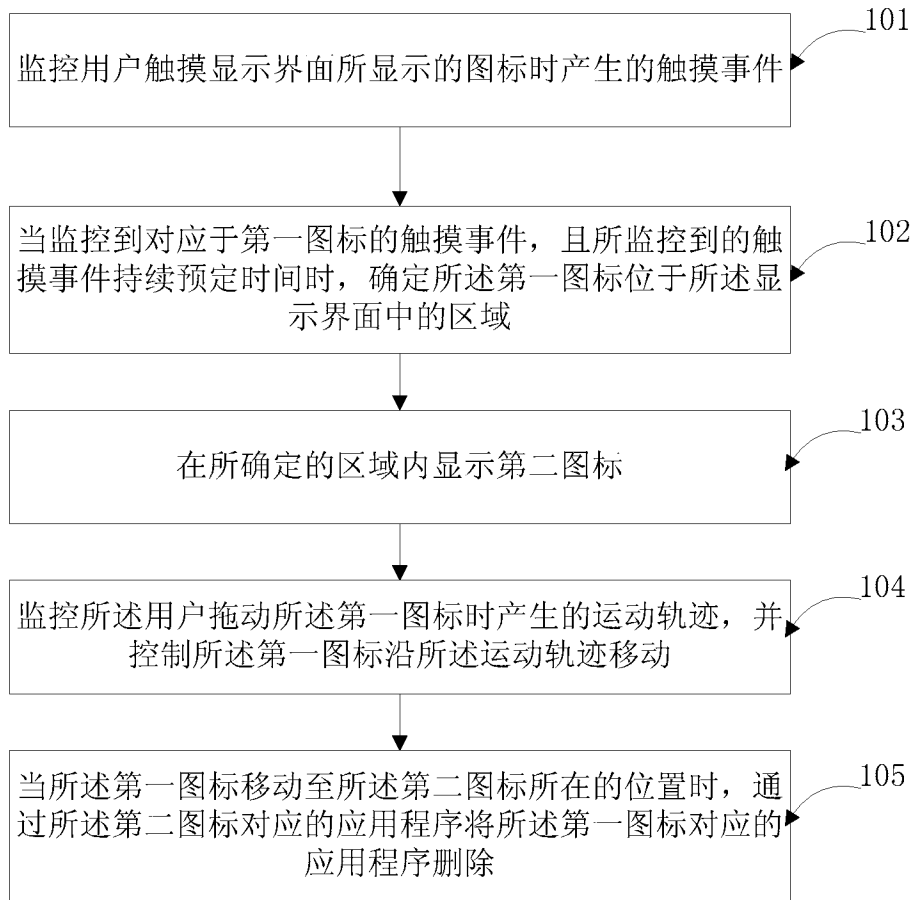 101
监控用户触摸显示界面所显示的图标时产生的触摸事件
102
当监控到对应于第一图标的触摸事件，且所监控到的触
摸事件持续预定时间时，确定所述第一图标位于所述显
示界面中的区域
103
在所确定的区域内显示第二图标
104
监控所述用户拖动所述第一图标时产生的运动轨迹，并
控制所述第一图标沿所述运动轨迹移动
105
当所述第一图标移动至所述第二图标所在的位置时，通
过所述第二图标对应的应用程序将所述第一图标对应的
应用程序删除